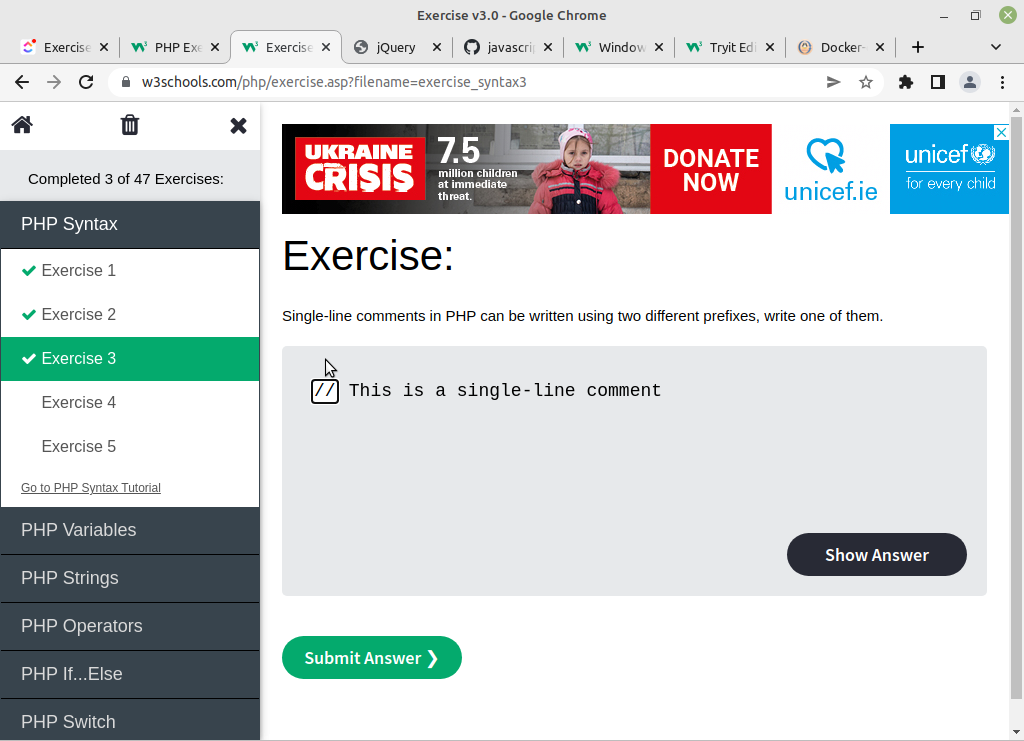 Exercise v3.0 - Google Chrome
Exercise
PHP Exe
Exercise
jQuery
javascrip
Window
Tryit Edi
Docker-
w3schools.com/php/exercise.asp?filename=exercise_syntax3
Completed 3 of 47 Exercises:
PHP Syntax
Exercise 1
Exercise 2
Exercise 3
Exercise 4
Exercise 5
Go to PHP Syntax Tutorial
PHP Variables
PHP Strings
PHP Operators
PHP If...Else
PHP Switch
UKRAINE
CRISIS
7.5
million children
at immediate
threat.
DONATE
NOW
unicef.ie
unicef
for every child
Exercise:
Single-line comments in PHP can be written using two different prefixes, write one of them.
// This is a single-line comment
Show Answer
Submit Answer ❯